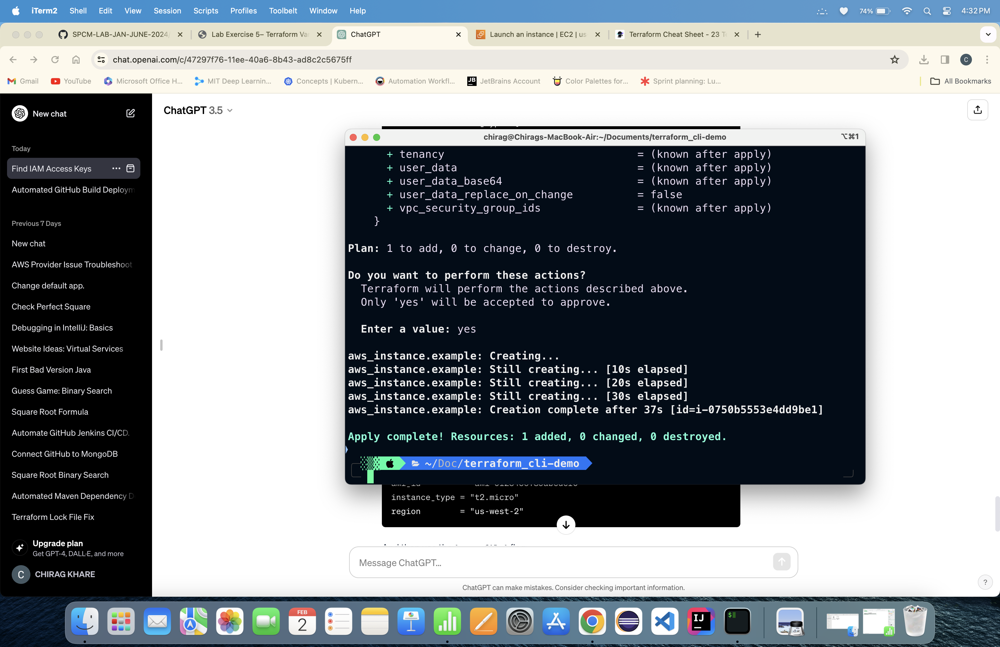 iTerm2 Shell Edit View Session Scripts Profiles Toolbelt Window Help 74% 4:32 PM
SPCM-LAB-JAN-JUNE-2024/ Lab Exercise 5– Terraform Va ChatGPT Launch an instance | EC2 | us Terraform Cheat Sheet - 23
chat.openai.com/c/47297f76-11ee-40a6-8b43-ad8c2c5675ff C
Gmail YouTube Microsoft Office H... MIT Deep Learnin... Concepts | Kubern... Automation Workfl... JB JetBrains Account Color Palettes for... Sprint planning: Lu... All Bookmarks
New chat
Today
Find IAM Access Keys
Automated GitHub Build Deploym
Previous 7 Days
New chat
AWS Provider Issue Troubleshoot
Change default app.
Check Perfect Square
Debugging in IntelliJ: Basics
Website Ideas: Virtual Services
First Bad Version Java
Guess Game: Binary Search
Square Root Formula
Automate GitHub Jenkins CI/CD.
Connect GitHub to MongoDB
Square Root Binary Search
Automated Maven Dependency D
Terraform Lock File Fix
Upgrade plan
Get GPT-4, DALL·E, and more
C CHIRAG KHARE
ChatGPT 3.5
chirag@Chirags-MacBook-Air:~/Documents/terraform_cli-demo ⌥⌘1
+ tenancy = (known after apply)
+ user_data = (known after apply)
+ user_data_base64 = (known after apply)
+ user_data_replace_on_change = false
+ vpc_security_group_ids = (known after apply)
}
Plan: 1 to add, 0 to change, 0 to destroy.
Do you want to perform these actions?
Terraform will perform the actions described above.
Only 'yes' will be accepted to approve.
Enter a value: yes
aws_instance.example: Creating...
aws_instance.example: Still creating... [10s elapsed]
aws_instance.example: Still creating... [20s elapsed]
aws_instance.example: Still creating... [30s elapsed]
aws_instance.example: Creation complete after 37s [id=i-0750b5553e4dd9be1]
Apply complete! Resources: 1 added, 0 changed, 0 destroyed.
~/Doc/terraform_cli-demo
instance_type = "t2.micro"
region = "us-west-2"
Message ChatGPT...
ChatGPT can make mistakes. Consider checking important information.
?
FEB
2
IJ
$